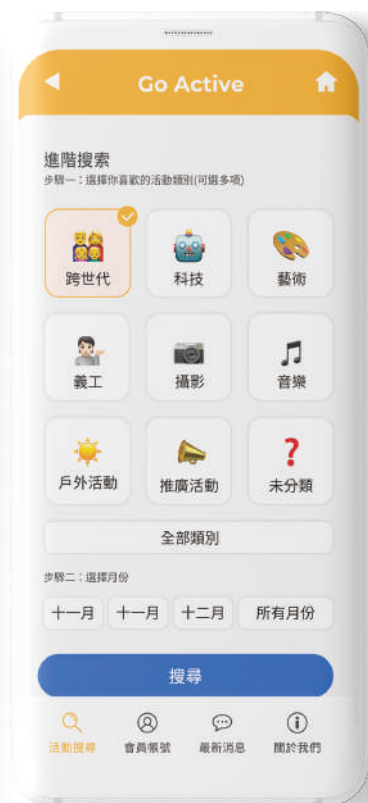 Go Active
進階搜索
步驟一：選擇你喜歡的活動類別(可選多項)
跨世代 科技 藝術
義工 攝影 音樂
戶外活動 推廣活動 未分類
全部類別
步驟二：選擇月份
十一月 十一月 十二月 所有月份
搜尋
活動搜尋 會員帳號 最新消息 關於我們